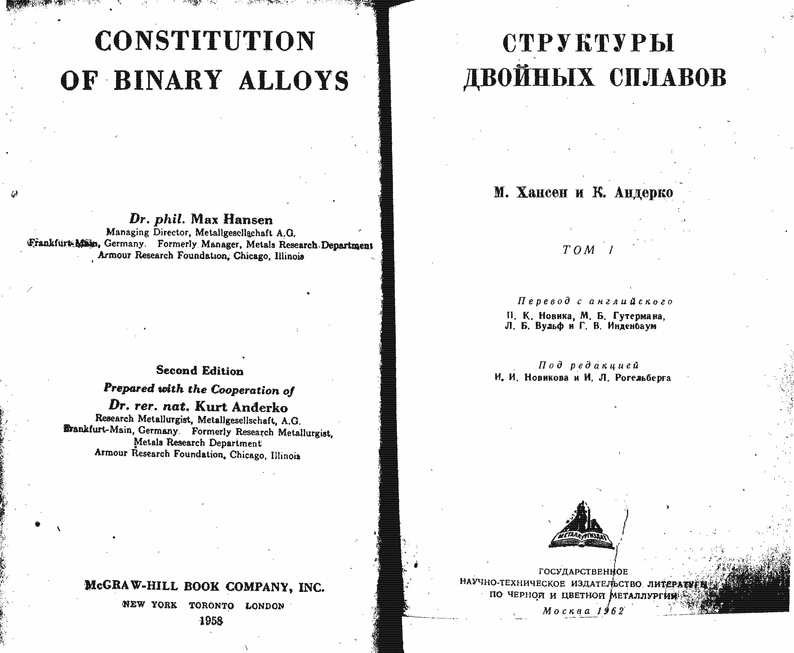 CONSTITUTION
OF BINARY ALLOYS
Dr. phil. Max Hansen
Managing Director, Metallgesellschaft A.G.
Frankfurt-Main, Germany. Formerly Manager, Metals Research Department
Armour Research Foundation, Chicago, Illinois
Second Edition
Prepared with the Cooperation of
Dr. rer. nat. Kurt Anderko
Research Metallurgist, Metallgesellschaft, A.G.
Frankfurt-Main, Germany. Formerly Research Metallurgist,
Metals Research Department
Armour Research Foundation, Chicago, Illinois
McGRAW-HILL BOOK COMPANY, INC.
NEW YORK TORONTO LONDON
1958
СТРУКТУРЫ
ДВОЙНЫХ СПЛАВОВ
М. Хансен и К. Андерко
ТОМ I
Перевод с английского
П. К. Новика, М. Б. Гутермана,
Л. Б. Вульф и Г. В. Инденбаум
Под редакцией
И. И. Новикова и И. Л. Рогельберга
МЕТАЛЛУРГИЗДАТ
ГОСУДАРСТВЕННОЕ
НАУЧНО-ТЕХНИЧЕСКОЕ ИЗДАТЕЛЬСТВО ЛИТЕРАТУРЫ
ПО ЧЕРНОЙ И ЦВЕТНОЙ МЕТАЛЛУРГИИ
Москва 1962